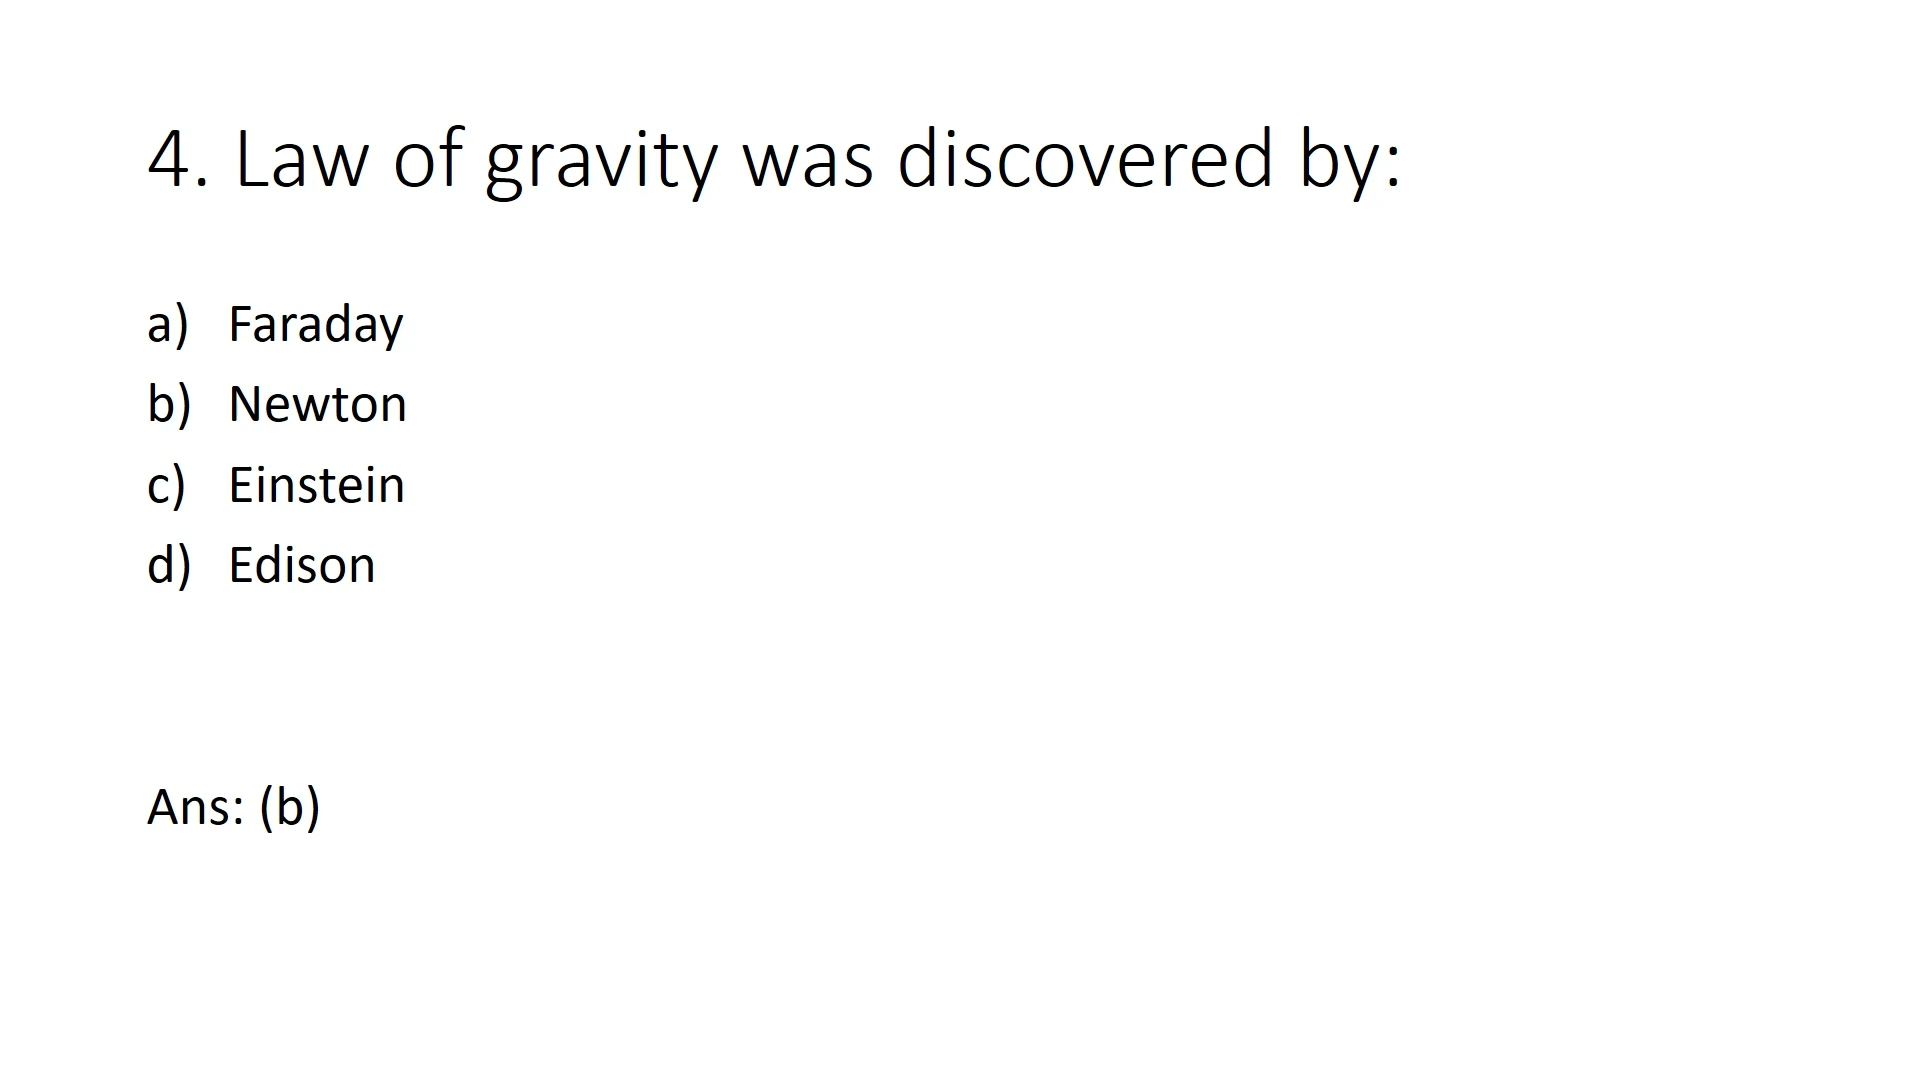 4. Law of gravity was discovered by:
a) Faraday
b) Newton
c) Einstein
d) Edison
Ans: (b)